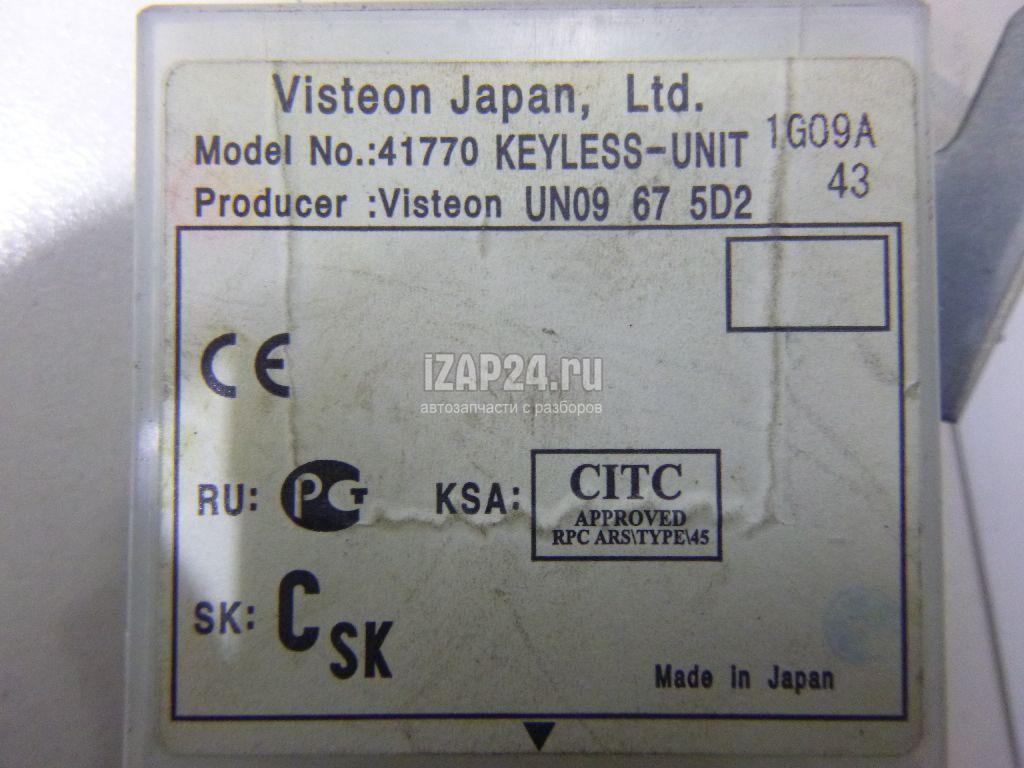 Visteon Japan, Ltd.
1G09A
Model No.:41770 KEYLESS-UNIT
43
Producer :Visteon UN09 67 5D2
CE
iZAP24.ru
автозапчасти с разборов
RU: РСТ
KSA: CITC
APPROVED
RPC ARS\TYPE\45
SK: CSK
Made in Japan